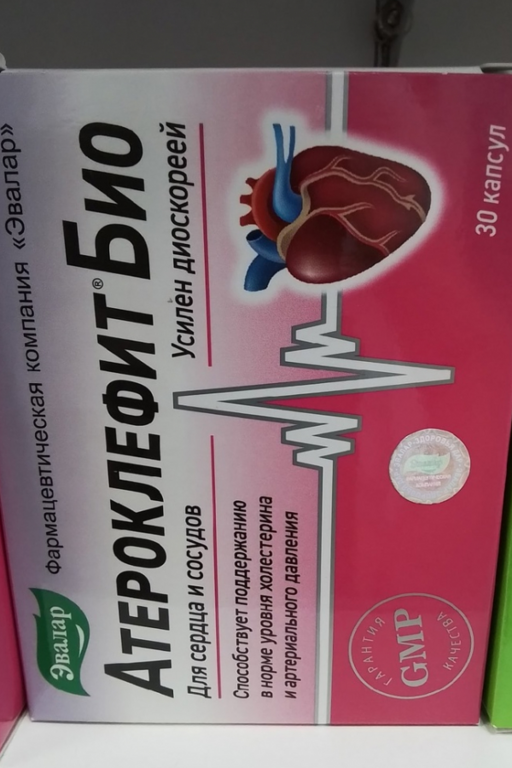 Эвалар
Фармацевтическая компания «Эвалар»
АТЕРОКЛЕФИТ® БИО
Для сердца и сосудов
Усилен диоскореей
Способствует поддержанию
в норме уровня холестерина
и артериального давления
30 капсул
ГАРАНТИЯ
GMP
КАЧЕСТВА